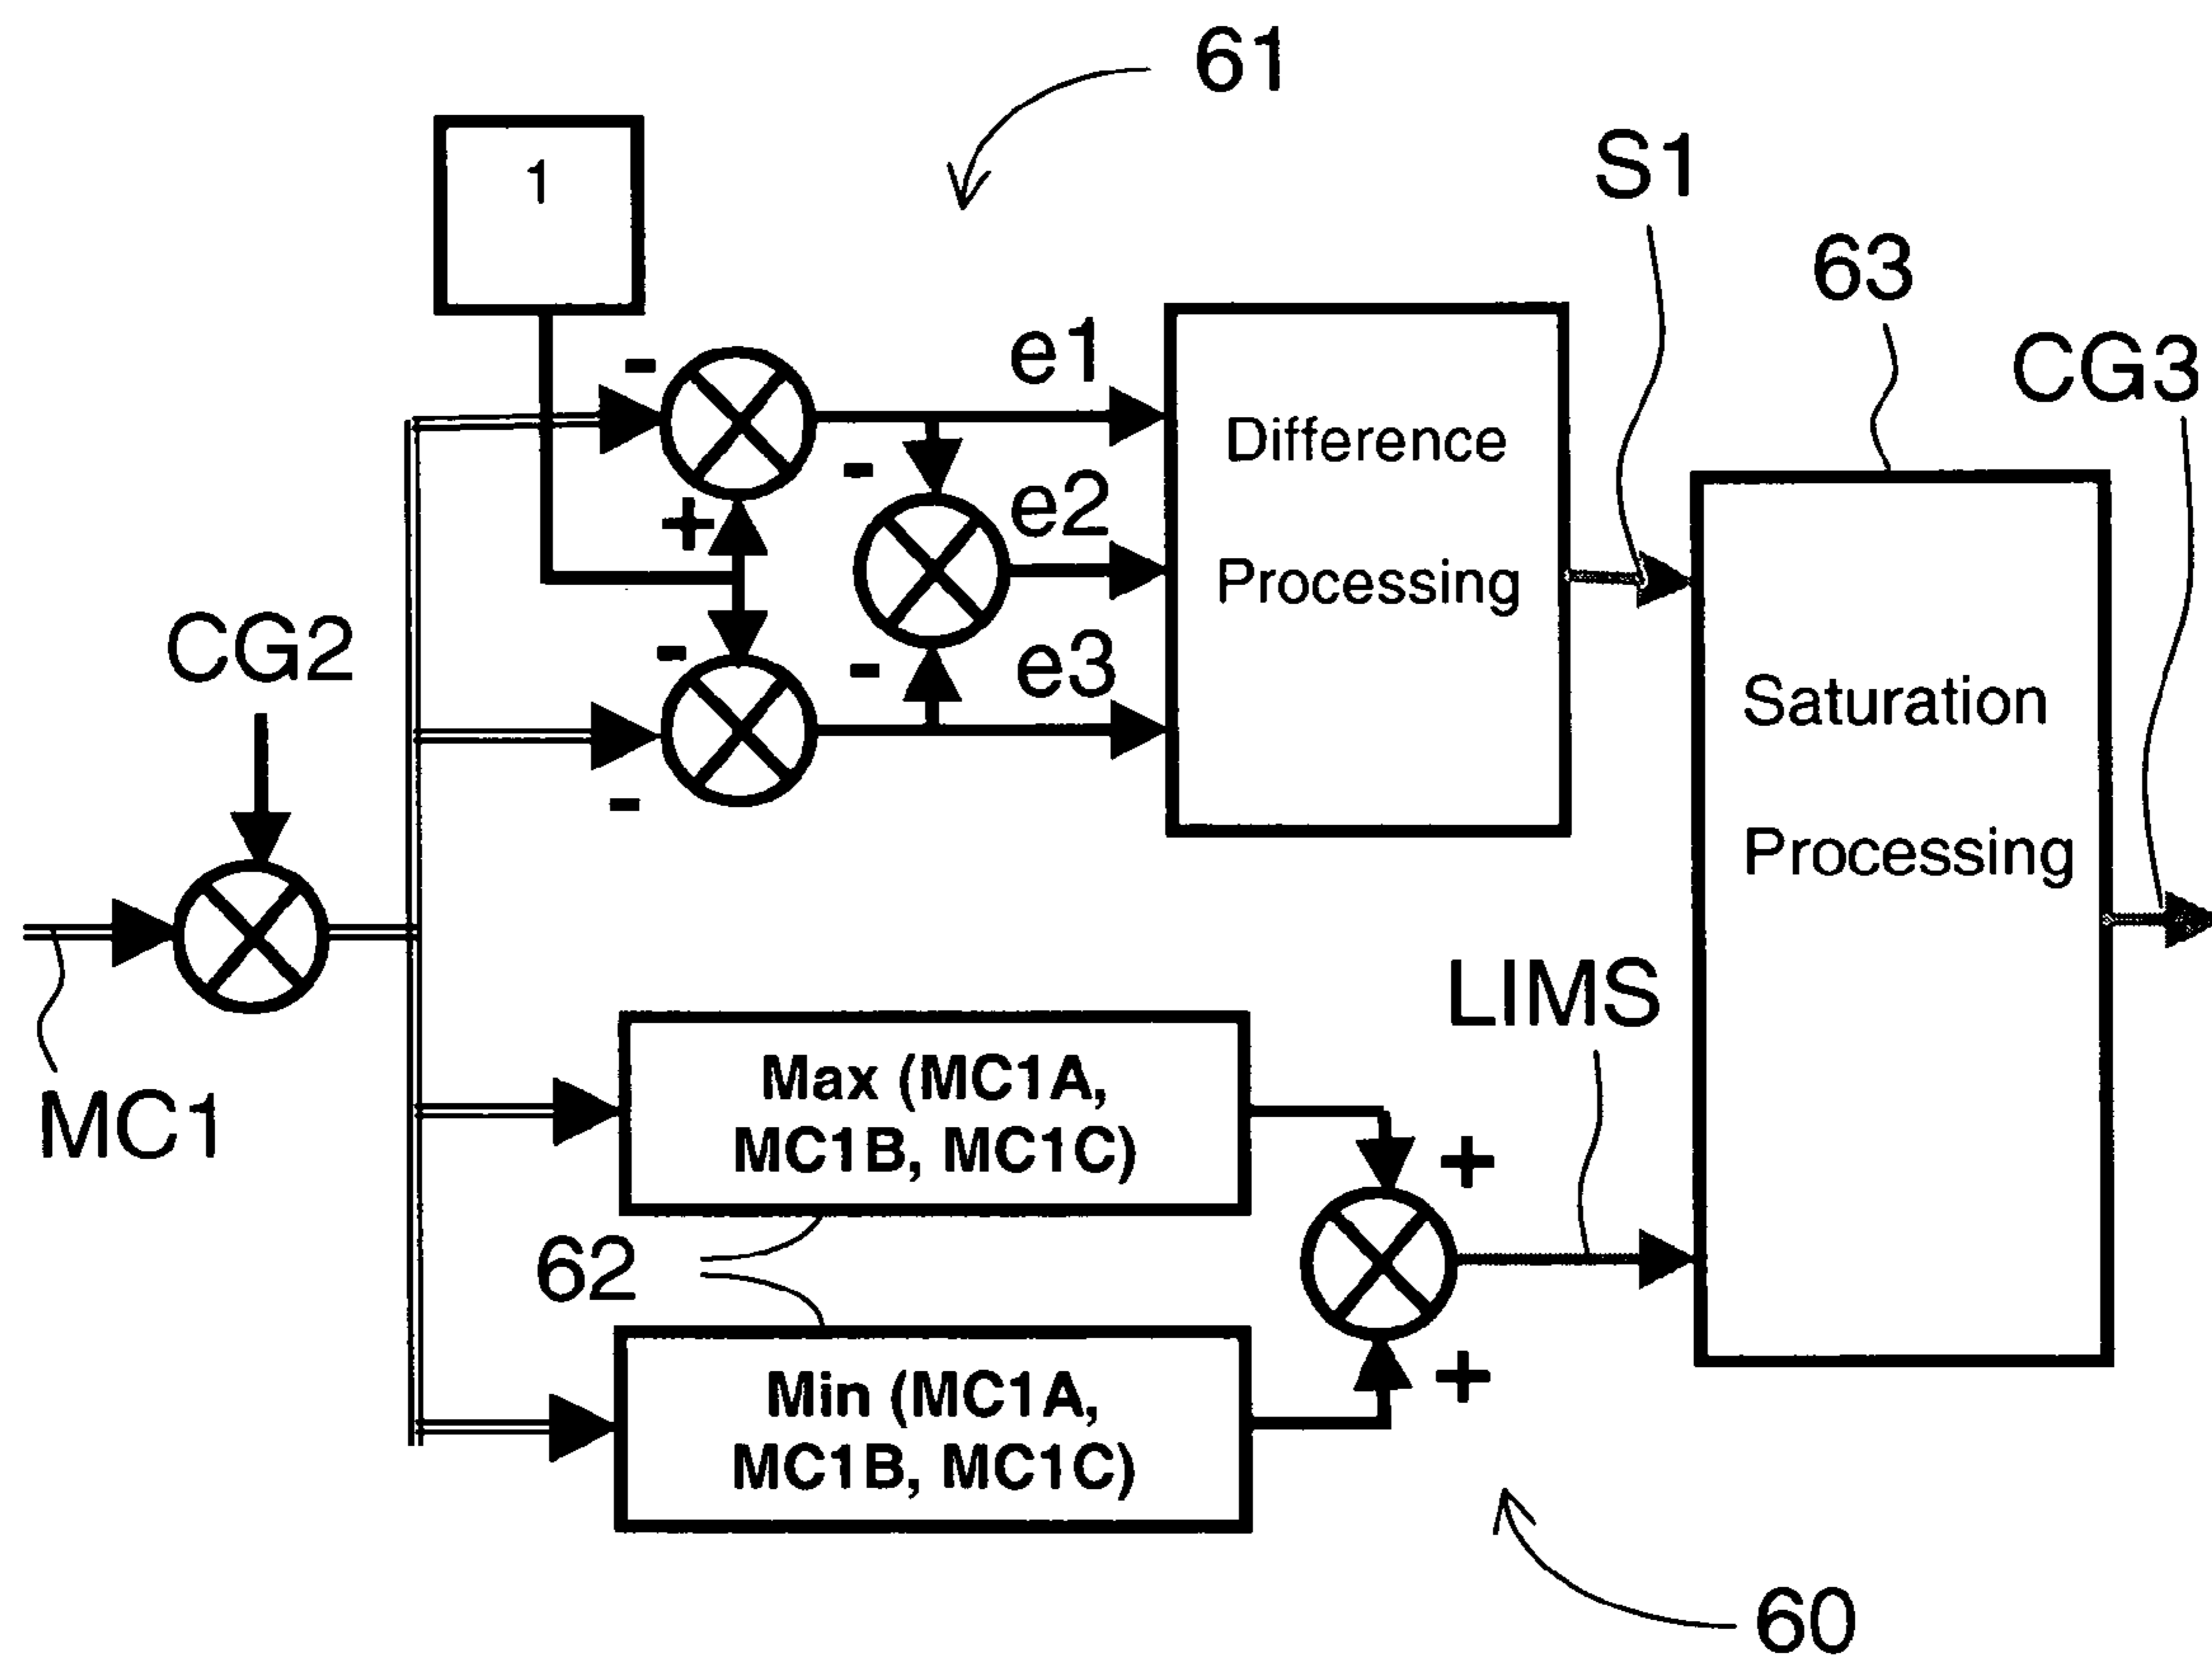 61
1
S1
63
-
e1
CG3
Difference
-
e2
+
Processing
CG2
-
-
e3
Saturation
-
Processing
LIMS
Max (MC1A,
MC1B, MC1C)
MC1
+
62
+
Min (MC1A,
MC1B, MC1C)
60